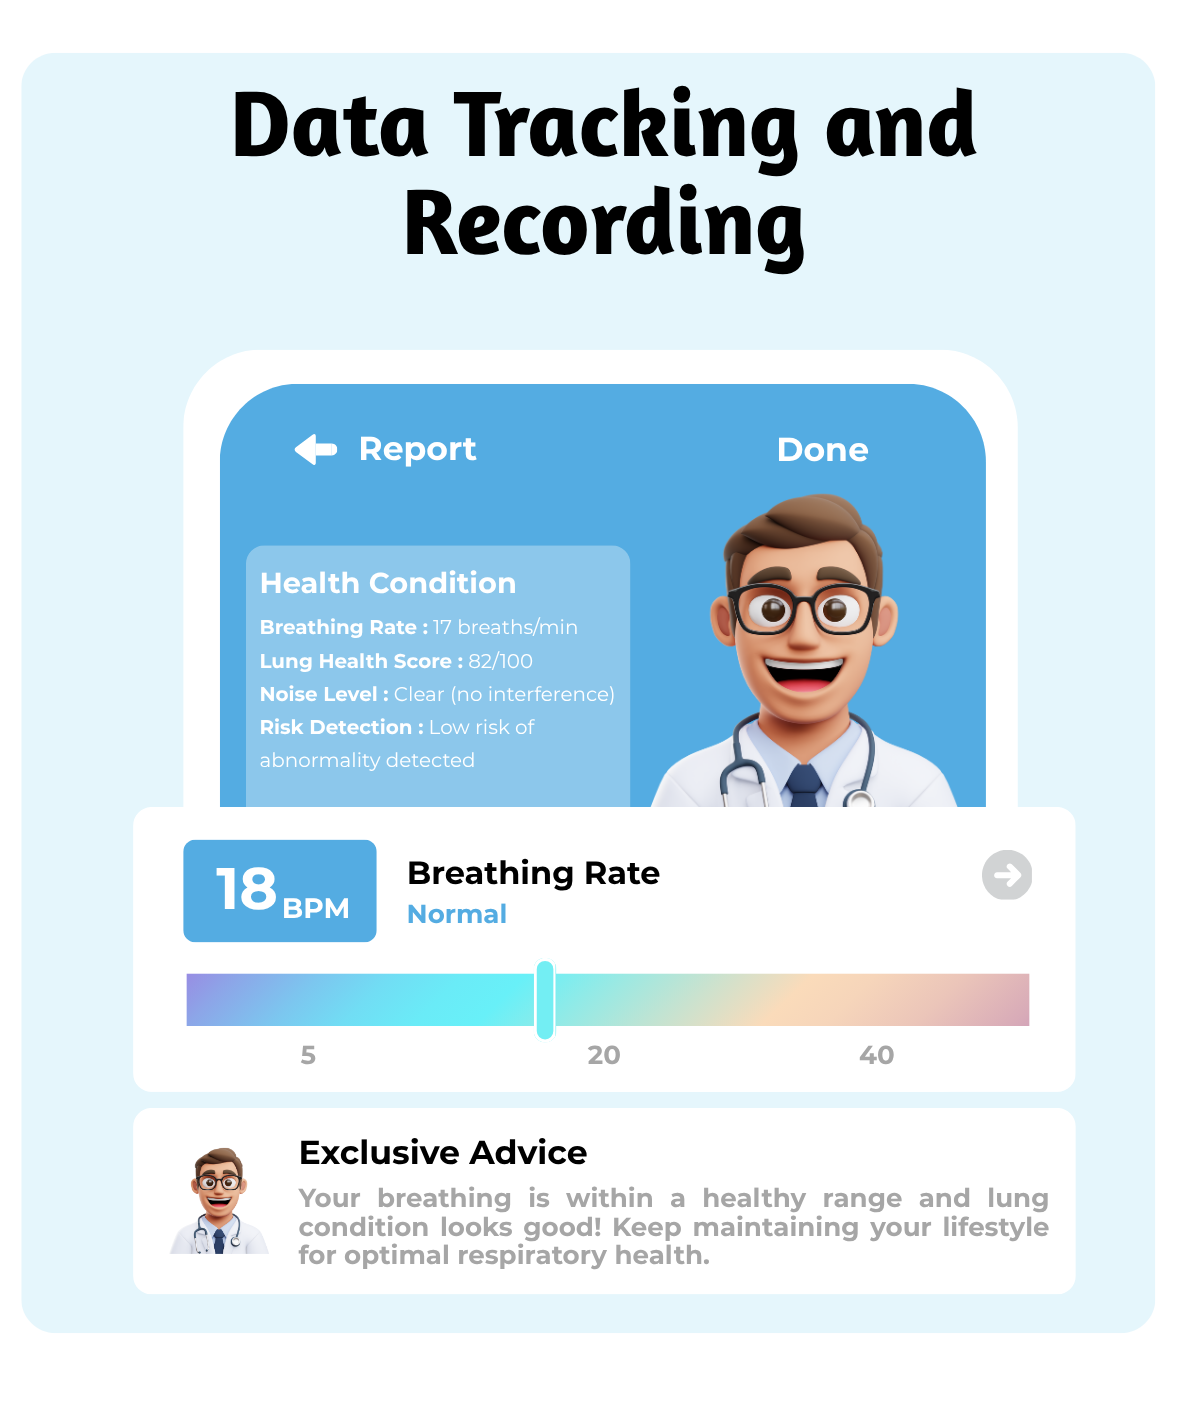 Data Tracking and
Recording
Report
Done
Health Condition
Breathing Rate : 17 breaths/min
Lung Health Score : 82/100
Noise Level : Clear (no interference)
Risk Detection : Low risk of
abnormality detected
18 BPM
Breathing Rate
Normal
5 20 40
Exclusive Advice
Your breathing is within a healthy range and lung
condition looks good! Keep maintaining your lifestyle
for optimal respiratory health.